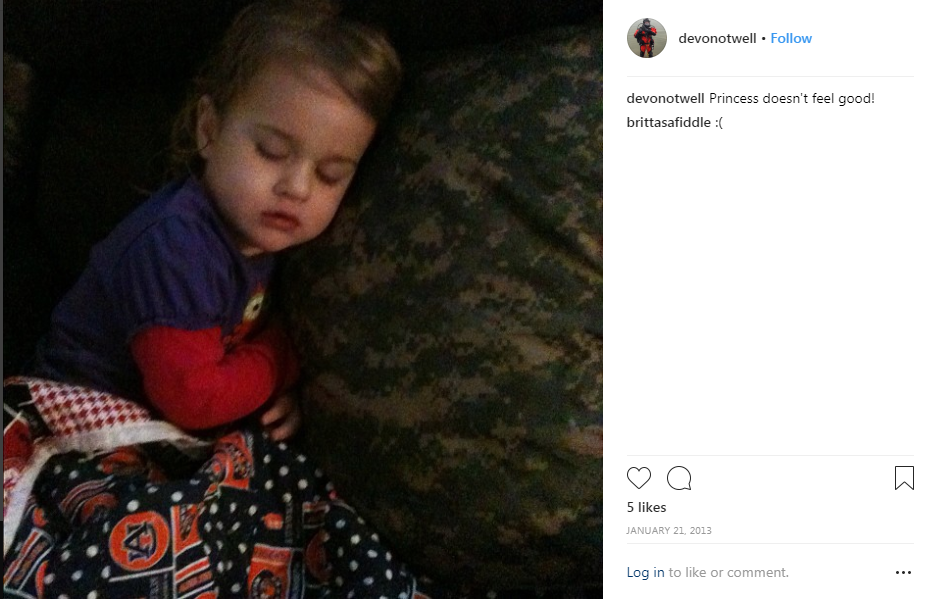 devonotwell • Follow
devonotwell Princess doesn't feel good!
brittasafiddle :(
5 likes
JANUARY 21, 2013
Log in to like or comment.
AU